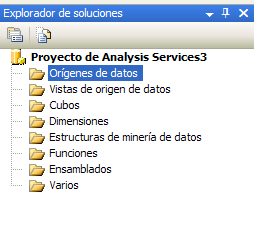 Explorador de soluciones
Proyecto de Analysis Services3
Orígenes de datos
Vistas de origen de datos
Cubos
Dimensiones
Estructuras de minería de datos
Funciones
Ensamblados
Varios